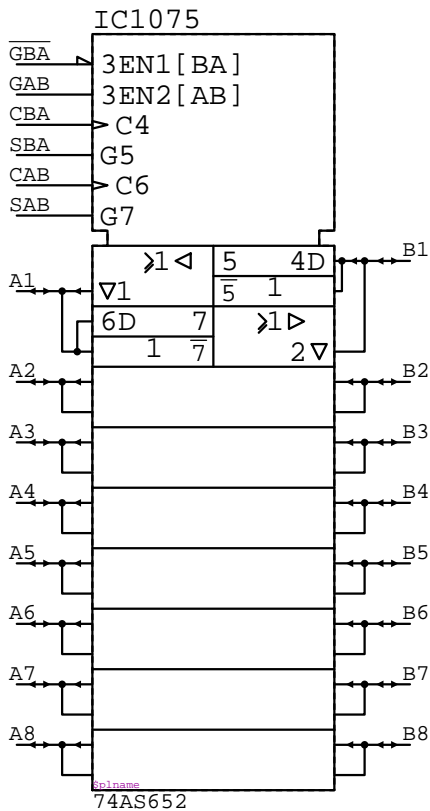 IC1075
GBA 3EN1[BA]
GAB 3EN2[AB]
CBA C4
SBA G5
CAB C6
SAB G7
A1 ≥1 ◁ 5 4D B1
▽1 5 1
6D 7 ≥1 ▷
1 7 2▽
A2 B2
A3 B3
A4 B4
A5 B5
A6 B6
A7 B7
A8 B8
$plname
74AS652